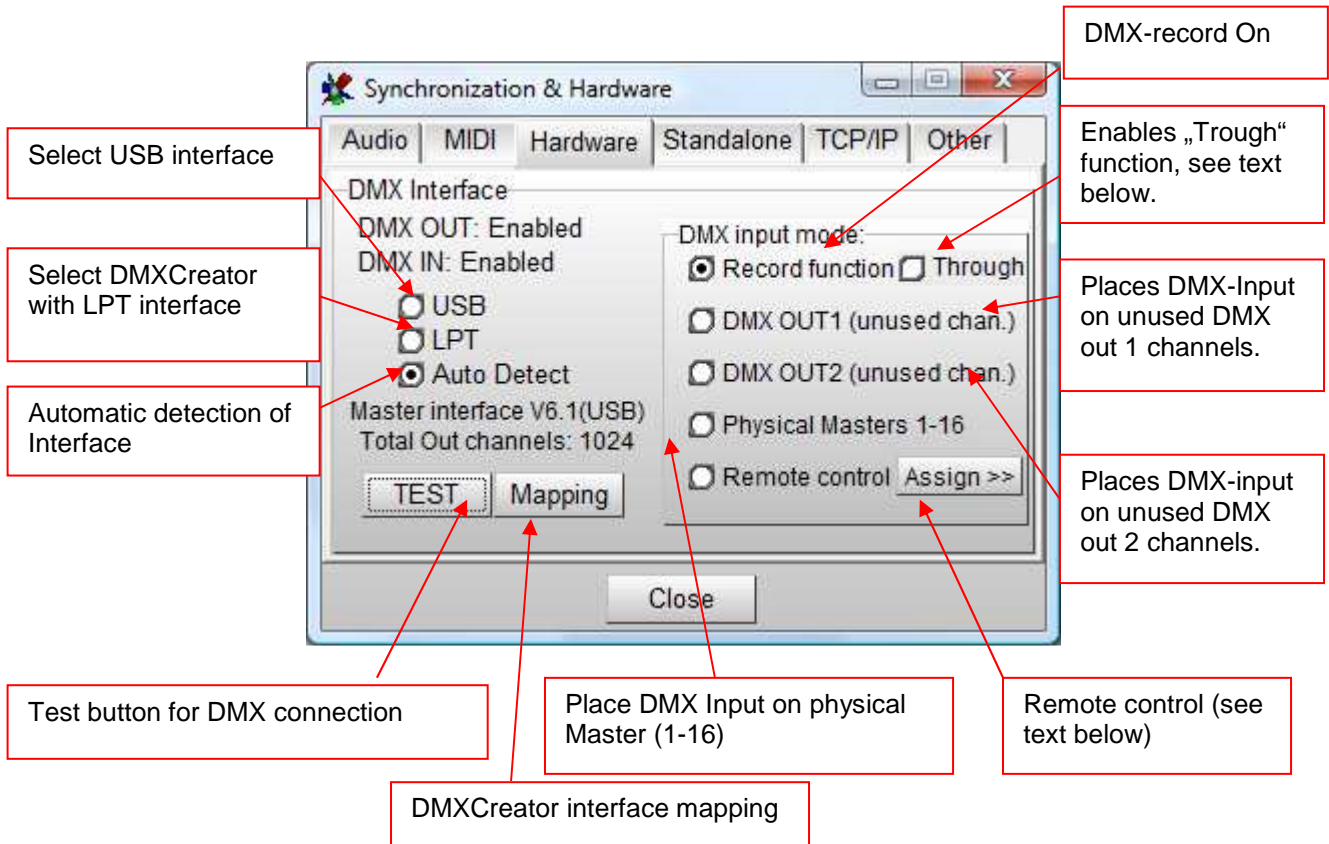 DMX-record On
Synchronization & Hardware
Audio MIDI Hardware Standalone TCP/IP Other
Enables „Trough“
function, see text
below.
Select USB interface
DMX Interface
DMX OUT: Enabled
DMX IN: Enabled
DMX input mode:
Record function Through
Select DMXCreator
with LPT interface
USB
LPT
Auto Detect
DMX OUT1 (unused chan.)
DMX OUT2 (unused chan.)
Places DMX-Input
on unused DMX
out 1 channels.
Automatic detection of
Interface
Master interface V6.1(USB)
Total Out channels: 1024
Physical Masters 1-16
Remote control Assign >>
TEST Mapping
Places DMX-input
on unused DMX
out 2 channels.
Close
Test button for DMX connection
Place DMX Input on physical
Master (1-16)
Remote control (see
text below)
DMXCreator interface mapping